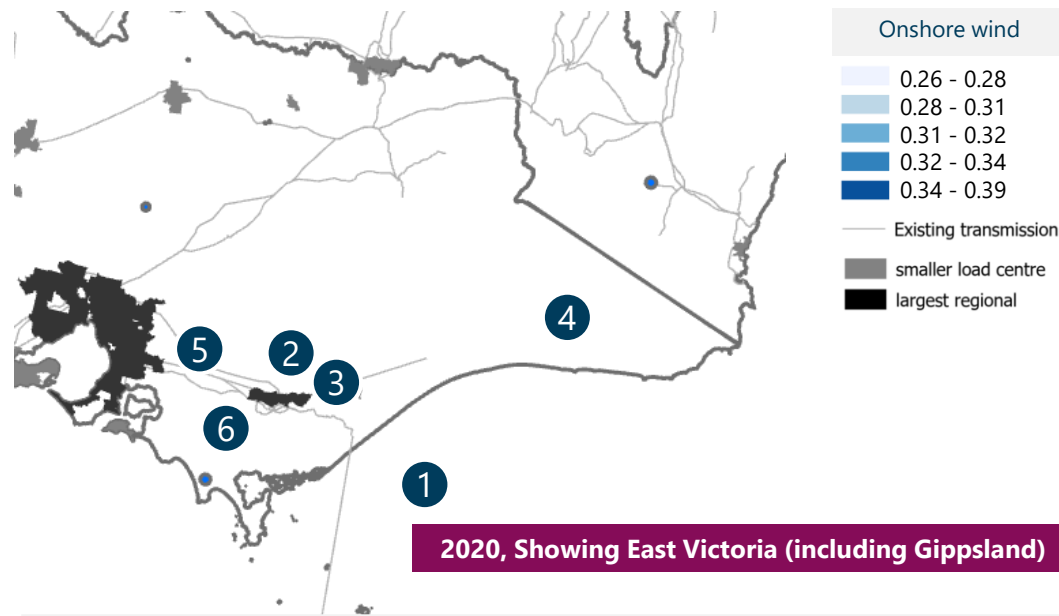 Onshore wind
0.26 - 0.28
0.28 - 0.31
0.31 - 0.32
0.32 - 0.34
0.34 - 0.39
Existing transmission
smaller load centre
largest regional
4
5
2
3
6
1
2020, Showing East Victoria (including Gippsland)